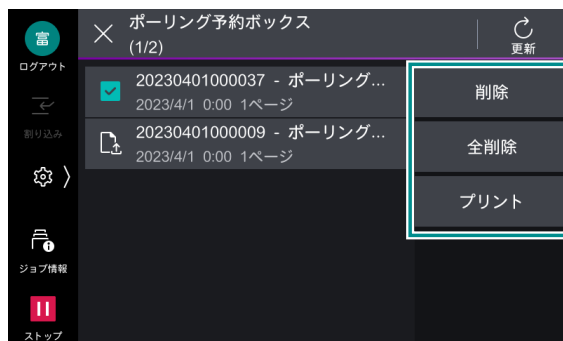 富
ログアウト
割り込み
ジョブ情報
ストップ
ポーリング予約ボックス
(1/2)
更新
20230401000037 - ポーリング...
2023/4/1 0:00 1ページ
20230401000009 - ポーリング...
2023/4/1 0:00 1ページ
削除
全削除
プリント